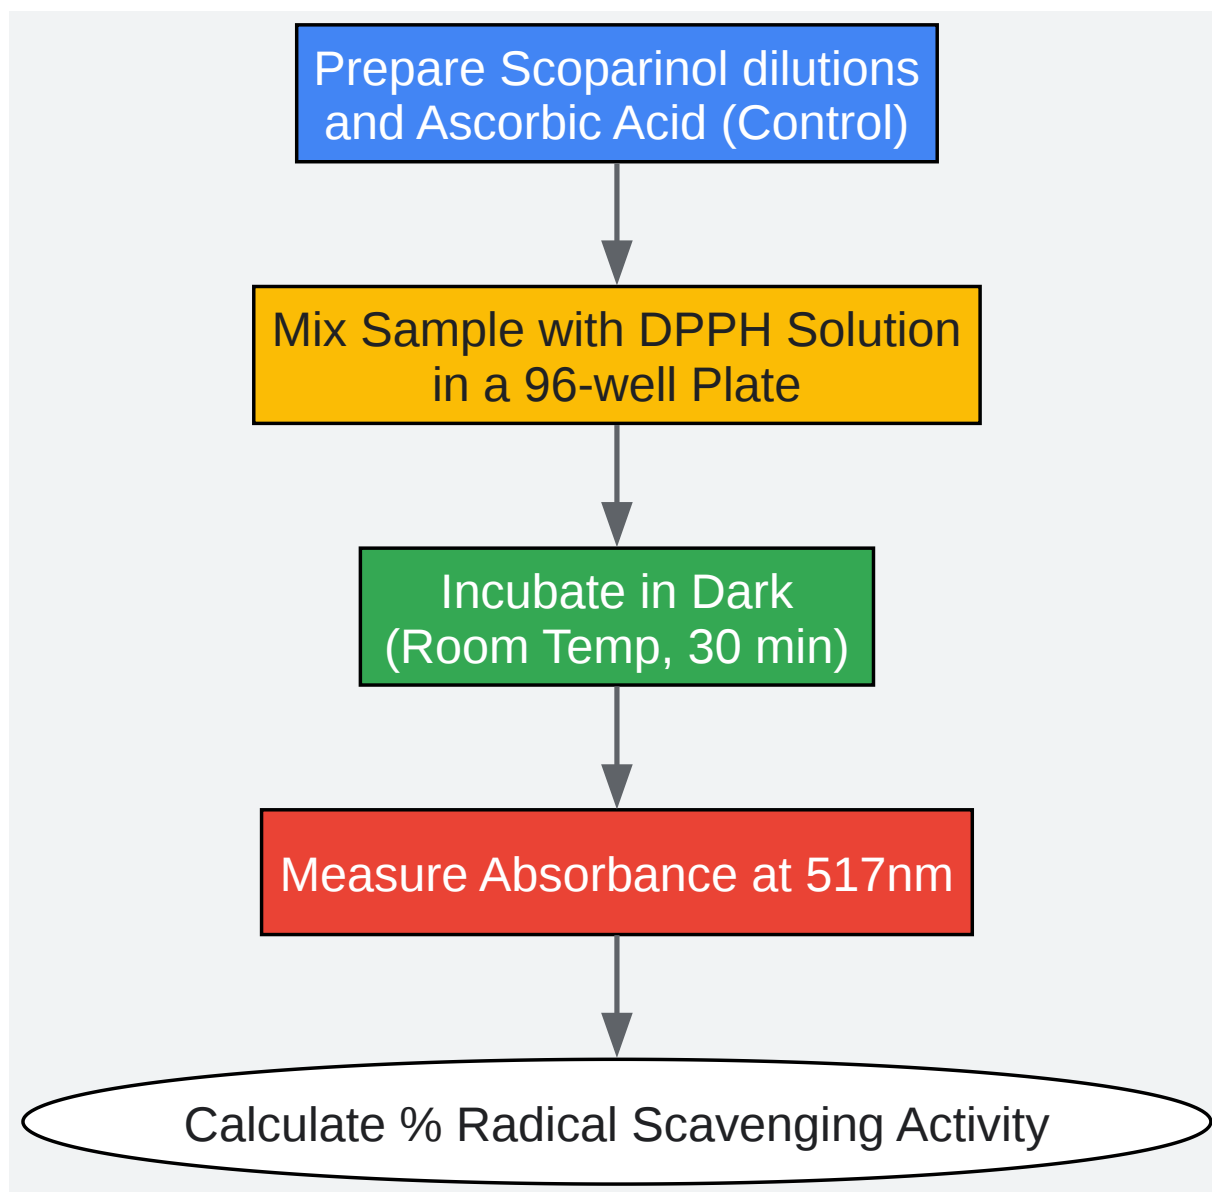 Prepare Scoparinol dilutions
and Ascorbic Acid (Control)
Mix Sample with DPPH Solution
in a 96-well Plate
Incubate in Dark
(Room Temp, 30 min)
Measure Absorbance at 517nm
Calculate % Radical Scavenging Activity